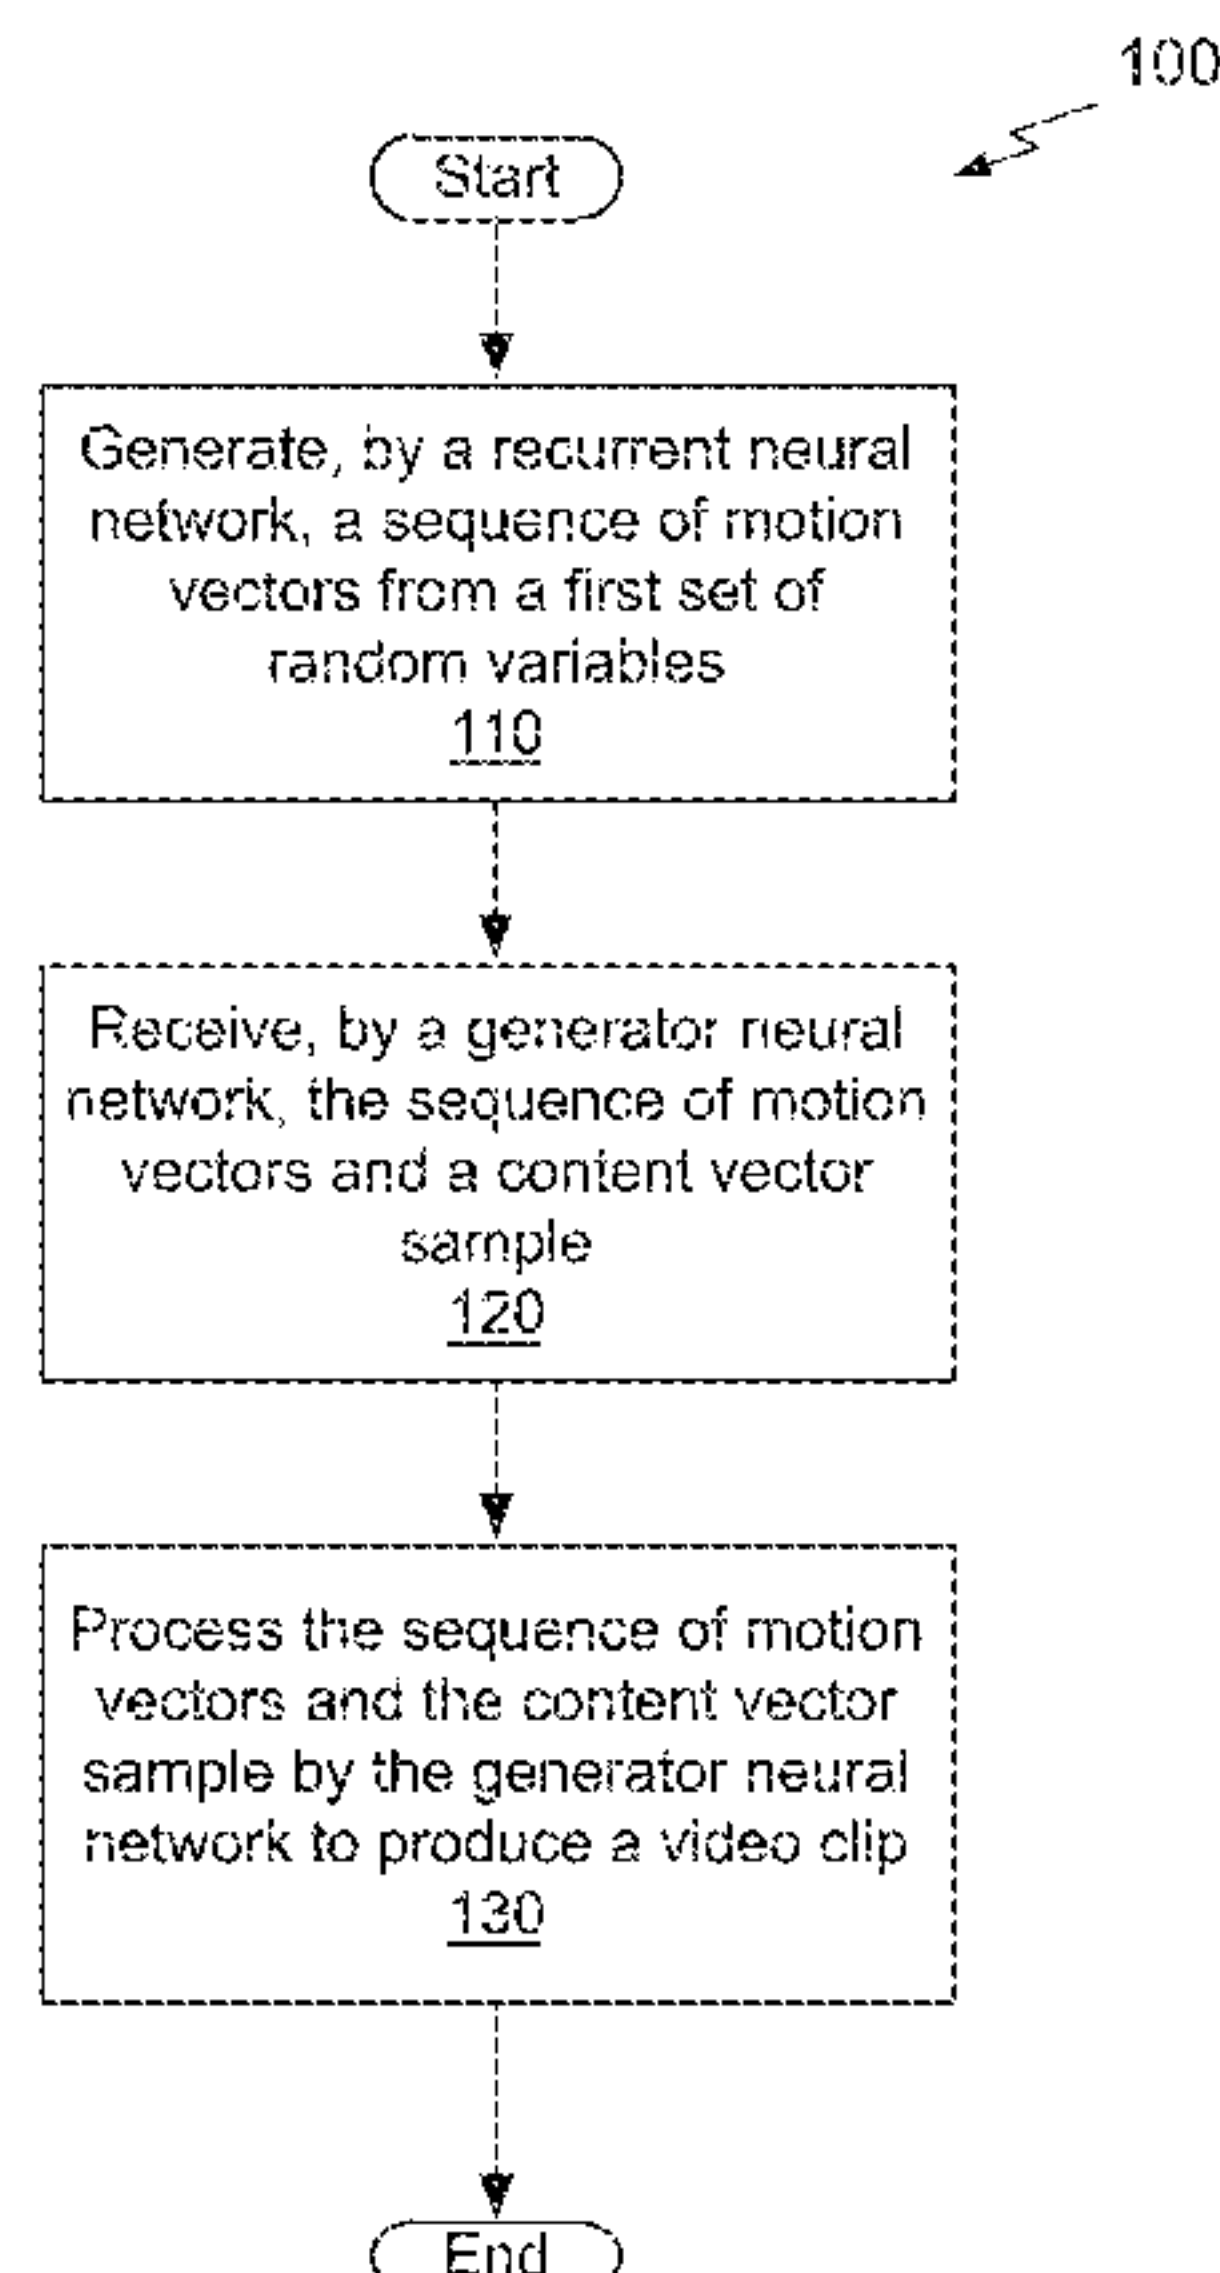 100
Start
Generate, by a recurrent neural
network, a sequence of motion
vectors from a first set of
random variables
110
Receive, by a generator neural
network, the sequence of motion
vectors and a content vector
sample
120
Process the sequence of motion
vectors and the content vector
sample by the generator neural
network to produce a video clip
130
End